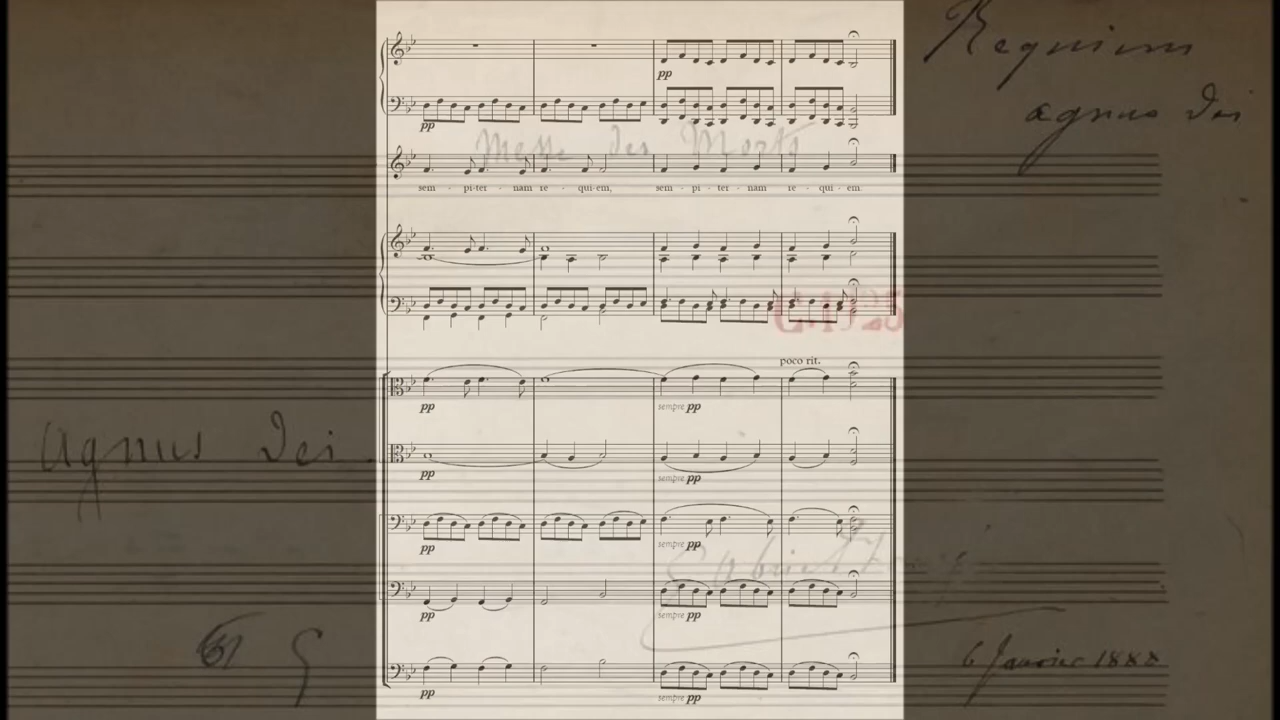 Requiem
agnus Dei
pp
pp
Messe des Morts
sem - pi-ter - nam re - qui-em, sem - pi - ter - nam re - qui - em.
poco rit.
pp
sempre pp
Agnus Dei.
pp
sempre pp
pp
sempre pp
Gabriel Fauré
pp
sempre pp
6 Janvier 1888
pp
sempre pp